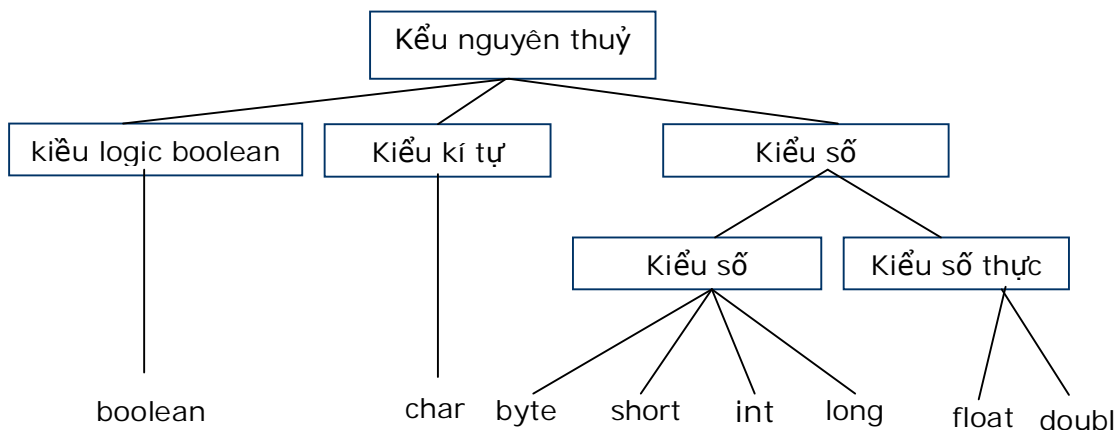 Kểu nguyên thuỷ
kiều logic boolean
Kiểu kí tự
Kiểu số
Kiểu số
Kiểu số thực
boolean
char
byte
short
int
long
float
doubl